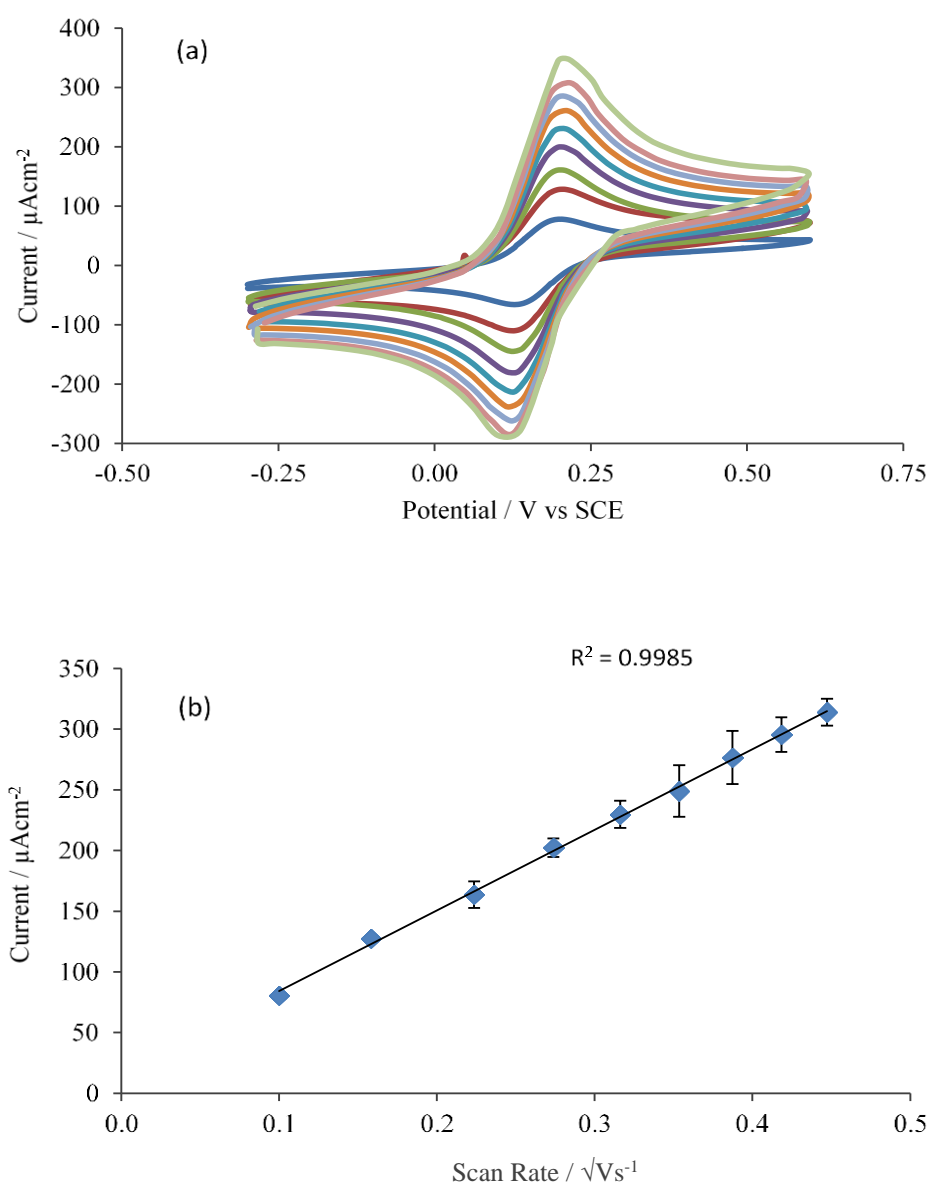 (a)
400
300
200
100
0
-100
-200
-300
Current / µAcm-2
-0.50 -0.25 0.00 0.25 0.50 0.75
Potential / V vs SCE
R2 = 0.9985
(b)
350
300
250
200
150
100
50
0
Current / µAcm-2
0.0 0.1 0.2 0.3 0.4 0.5
Scan Rate / √Vs-1